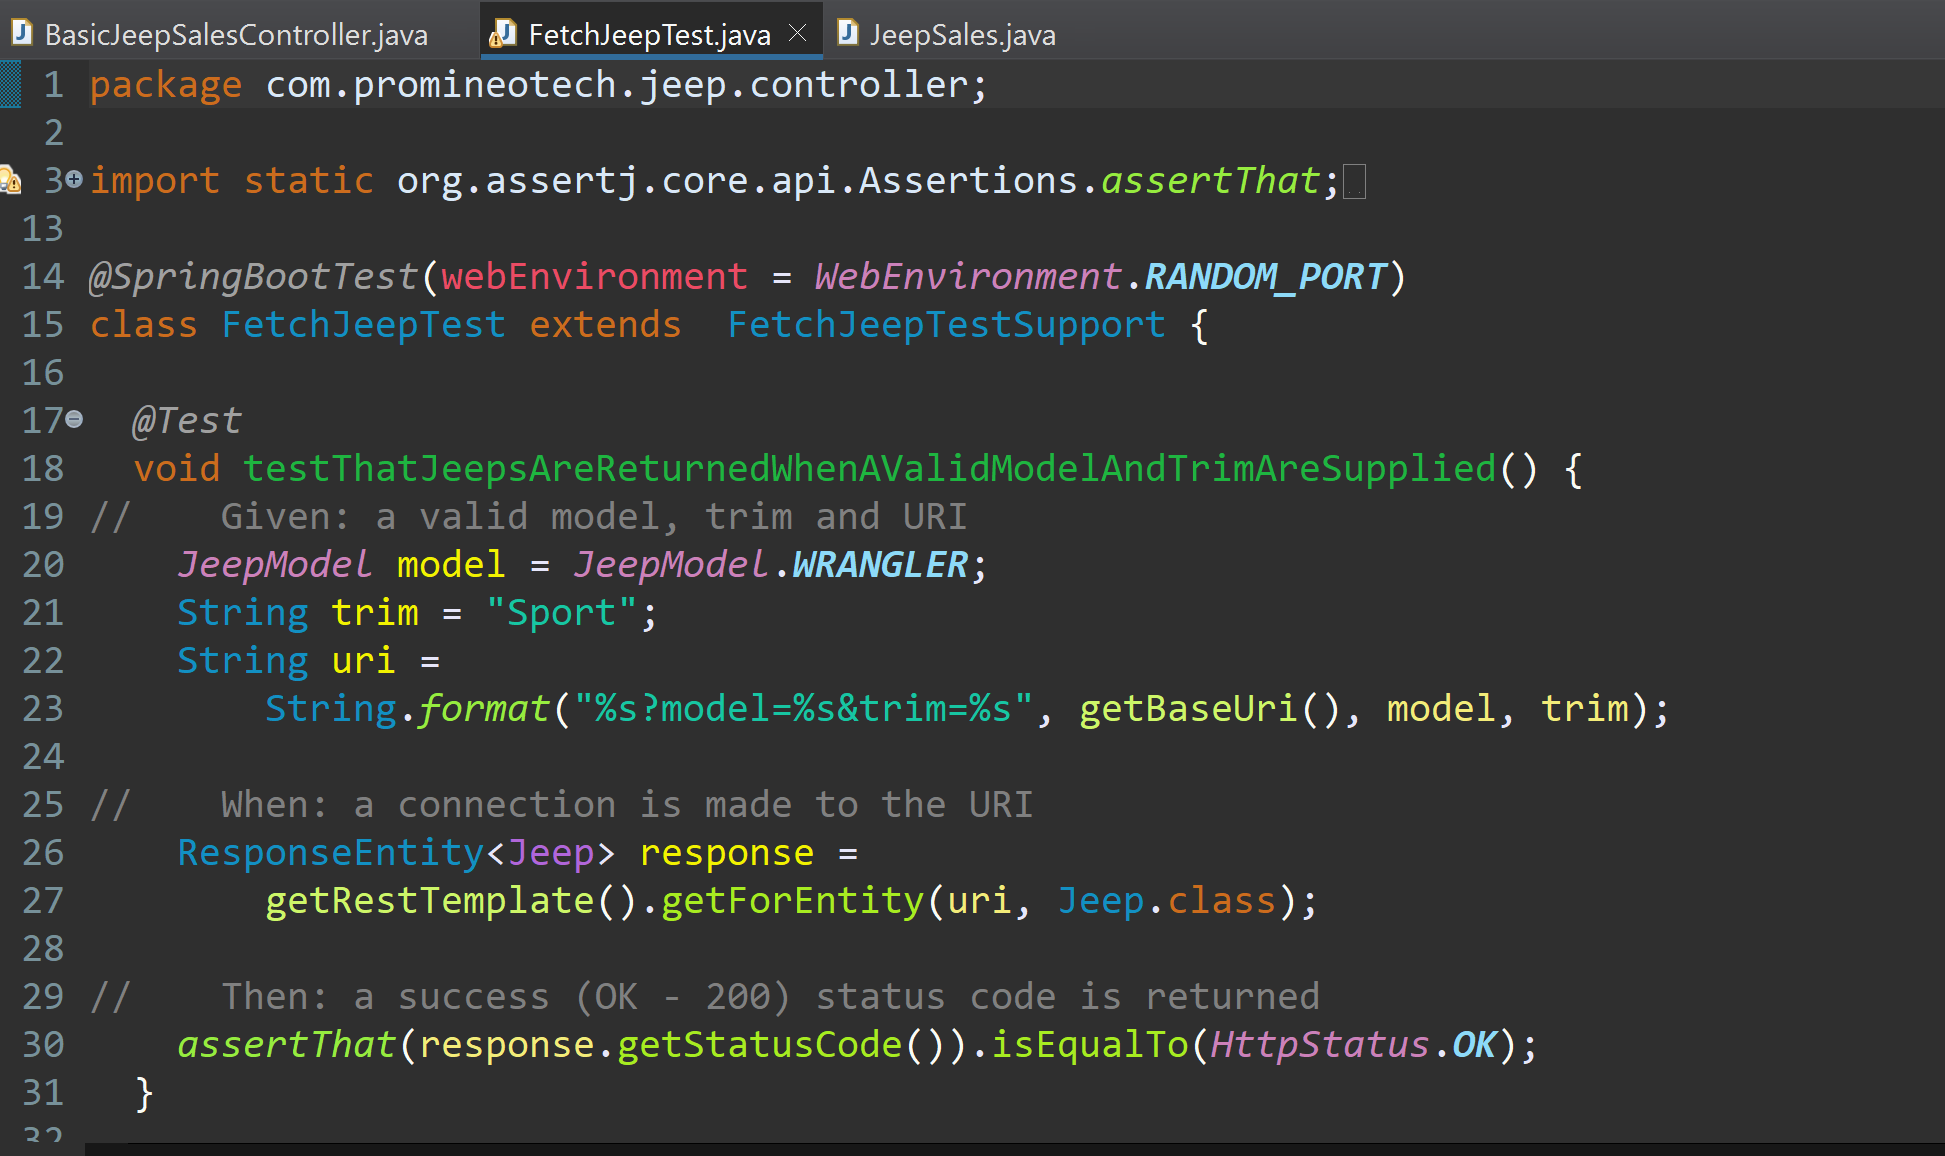 BasicJeepSalesController.java FetchJeepTest.java JeepSales.java
1 package com.promineotech.jeep.controller;
2
3 import static org.assertj.core.api.Assertions.assertThat;
13
14 @SpringBootTest(webEnvironment = WebEnvironment.RANDOM_PORT)
15 class FetchJeepTest extends  FetchJeepTestSupport {
16
17   @Test
18   void testThatJeepsAreReturnedWhenAValidModelAndTrimAreSupplied() {
19 //    Given: a valid model, trim and URI
20     JeepModel model = JeepModel.WRANGLER;
21     String trim = "Sport";
22     String uri =
23         String.format("%s?model=%s&trim=%s", getBaseUri(), model, trim);
24
25 //    When: a connection is made to the URI
26     ResponseEntity<Jeep> response =
27         getRestTemplate().getForEntity(uri, Jeep.class);
28
29 //    Then: a success (OK - 200) status code is returned
30     assertThat(response.getStatusCode()).isEqualTo(HttpStatus.OK);
31   }
32